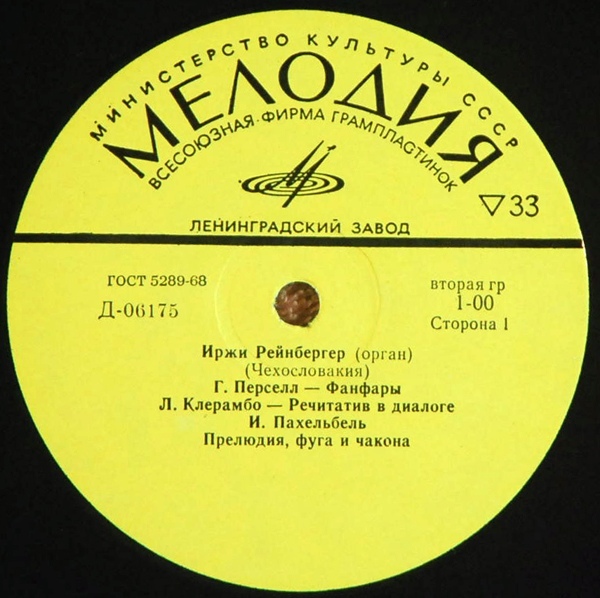 МИНИСТЕРСТВО КУЛЬТУРЫ СССР
МЕЛОДИЯ
ВСЕСОЮЗНАЯ·ФИРМА ГРАМПЛАСТИНОК
▽33
ЛЕНИНГРАДСКИЙ ЗАВОД
ГОСТ 5289-68
вторая гр
Д-06175
1-00
Сторона 1
Иржи Рейнбергер (орган)
(Чехословакия)
Г. Перселл — Фанфары
Л. Клерамбо — Речитатив в диалоге
И. Пахельбель
Прелюдия, фуга и чакона